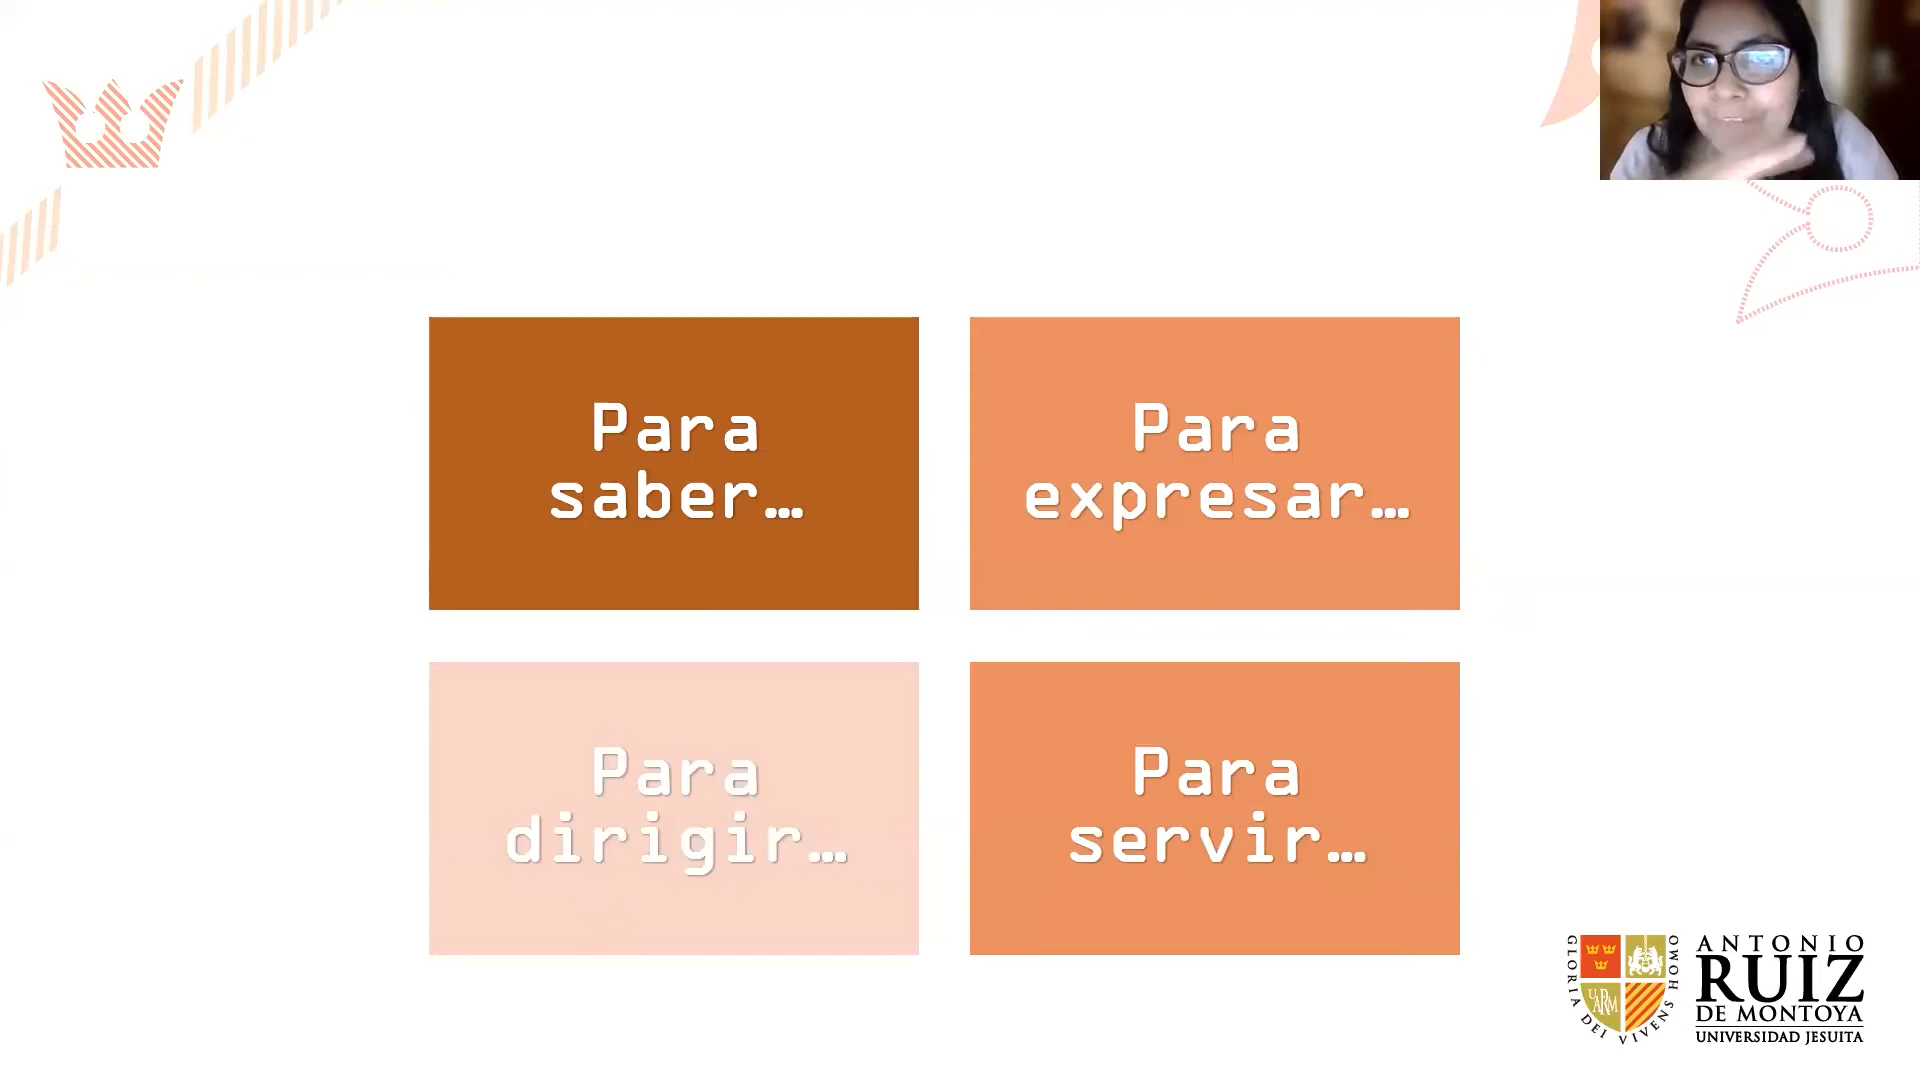 Para
saber…
Para
expresar…
Para
dirigir…
Para
servir…
GLORIA DEI VIVENS HOMO
UARM
ANTONIO
RUIZ
DE MONTOYA
UNIVERSIDAD JESUITA